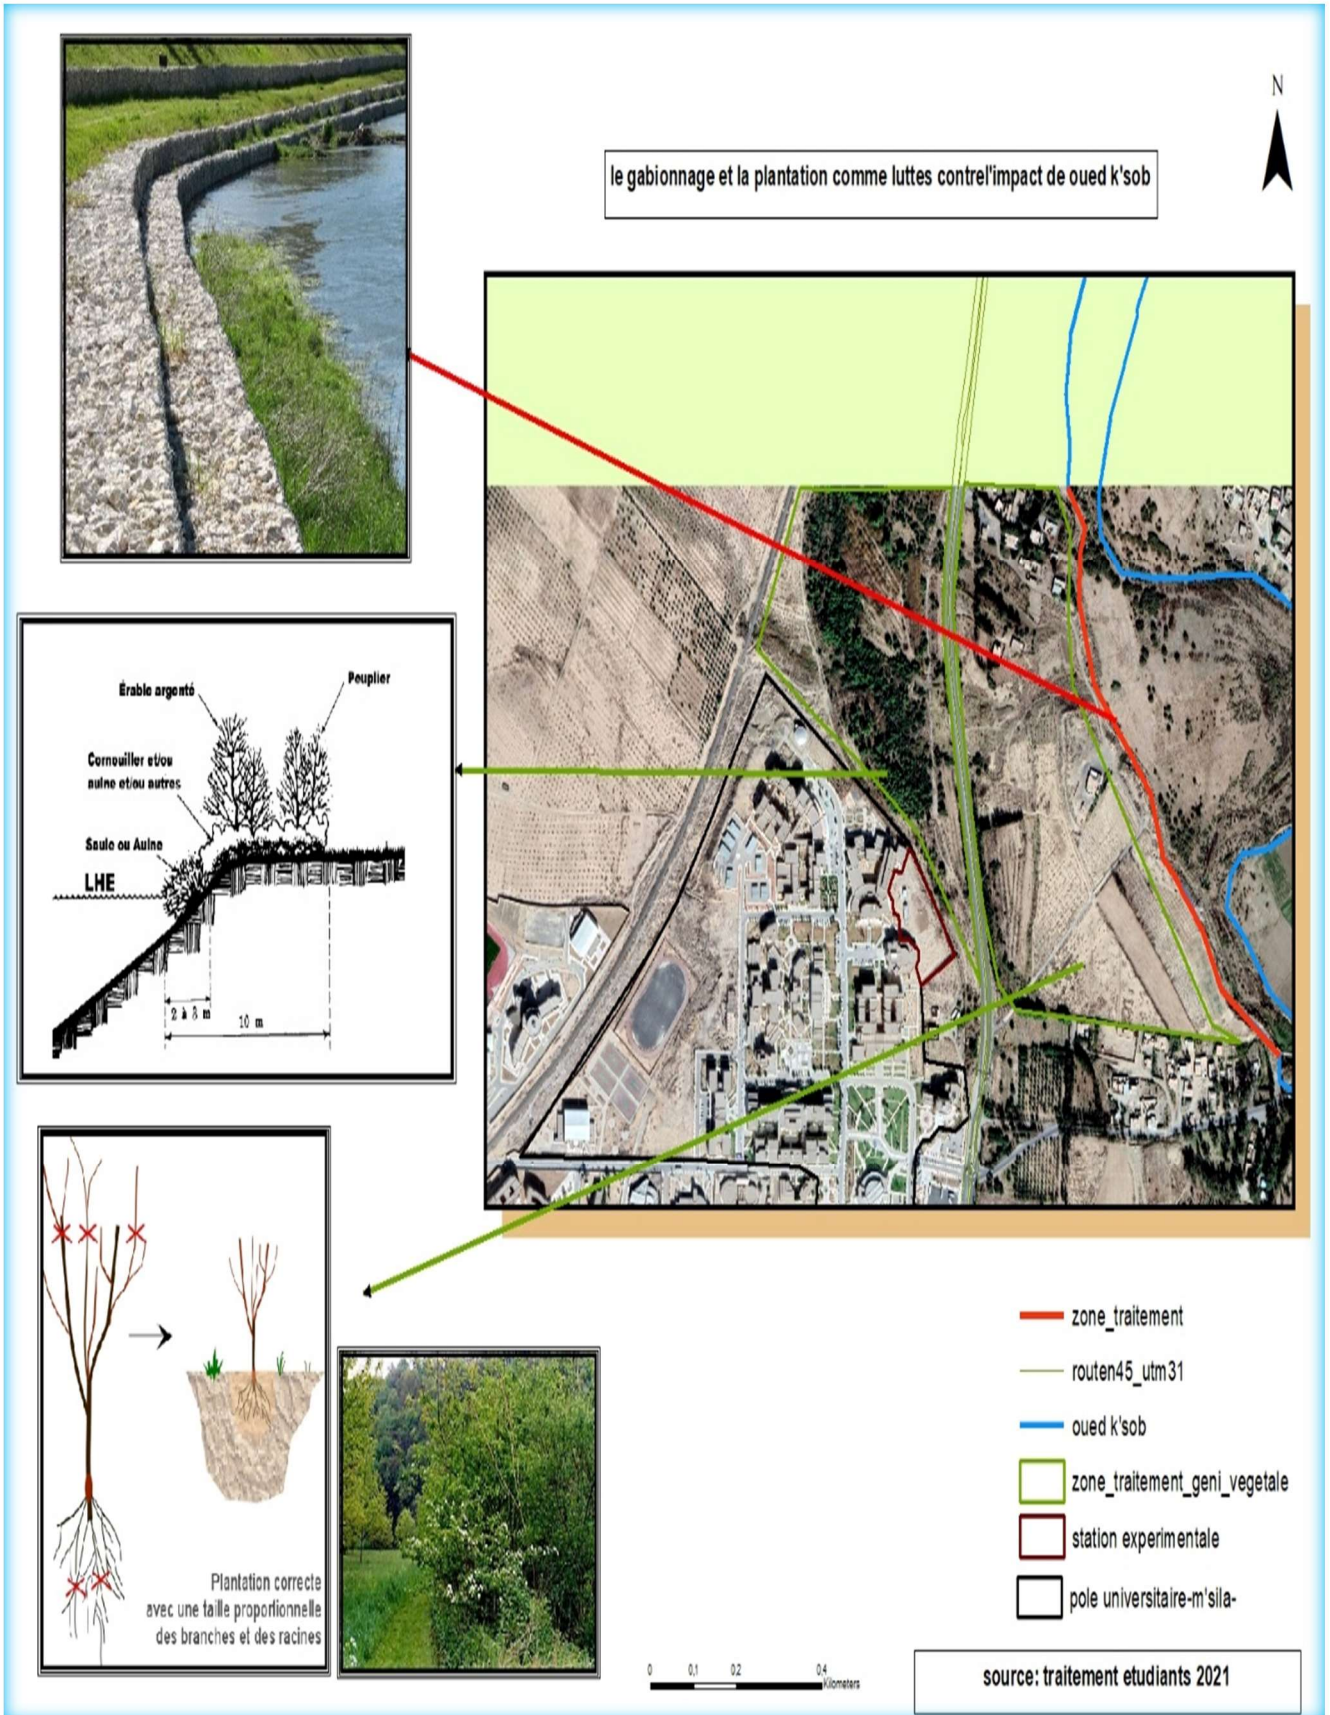 N
le gabionnage et la plantation comme luttes contrel'impact de oued k'sob
Érable argenté
Peuplier
Cornouiller et/ou
aulne et/ou autres
Saule ou Aulne
LHE
2 à 3 m
10 m
Plantation correcte
avec une taille proportionnelle
des branches et des racines
zone_traitement
routen45_utm31
oued k'sob
zone_traitement_geni_vegetale
station experimentale
pole universitaire-m'sila-
0 0,1 0,2 0,4
Kilometers
source: traitement etudiants 2021